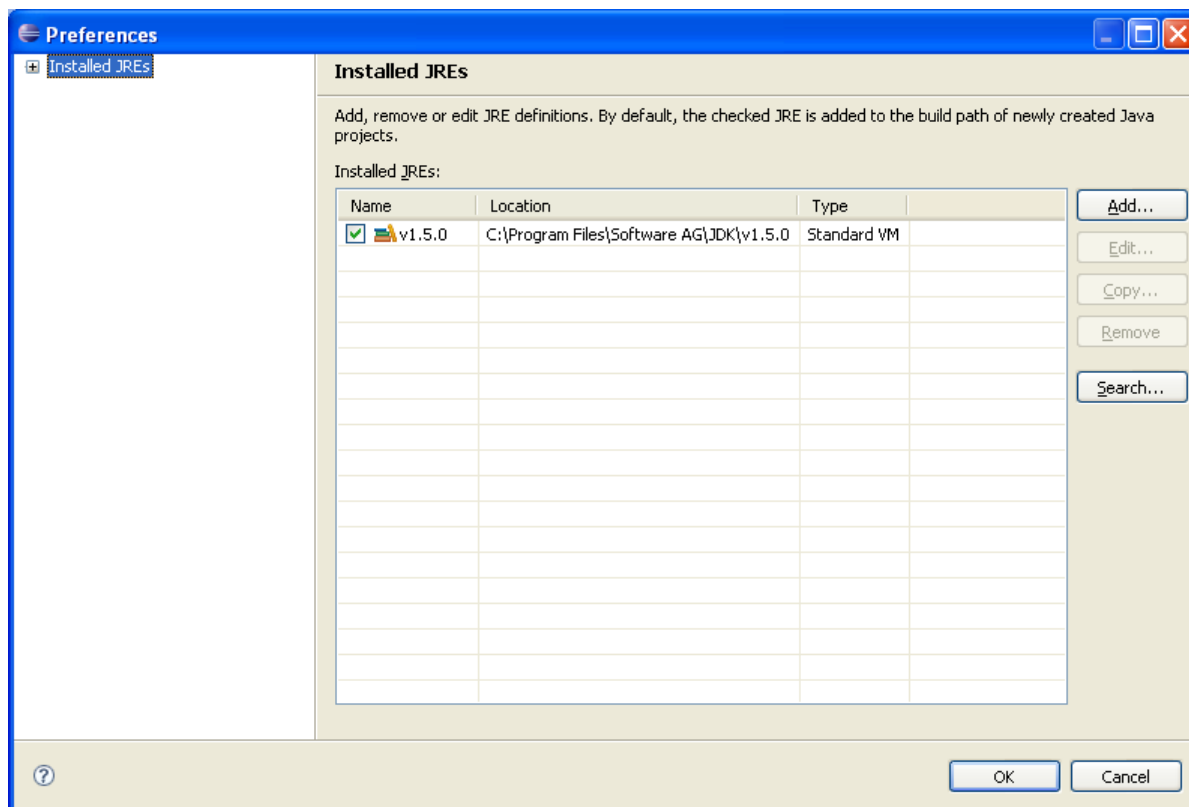 Preferences
Installed JREs
Installed JREs
Add, remove or edit JRE definitions. By default, the checked JRE is added to the build path of newly created Java
projects.
Installed JREs:
Name Location Type
v1.5.0 C:\Program Files\Software AG\JDK\v1.5.0 Standard VM
Add...
Edit...
Copy...
Remove
Search...
OK Cancel